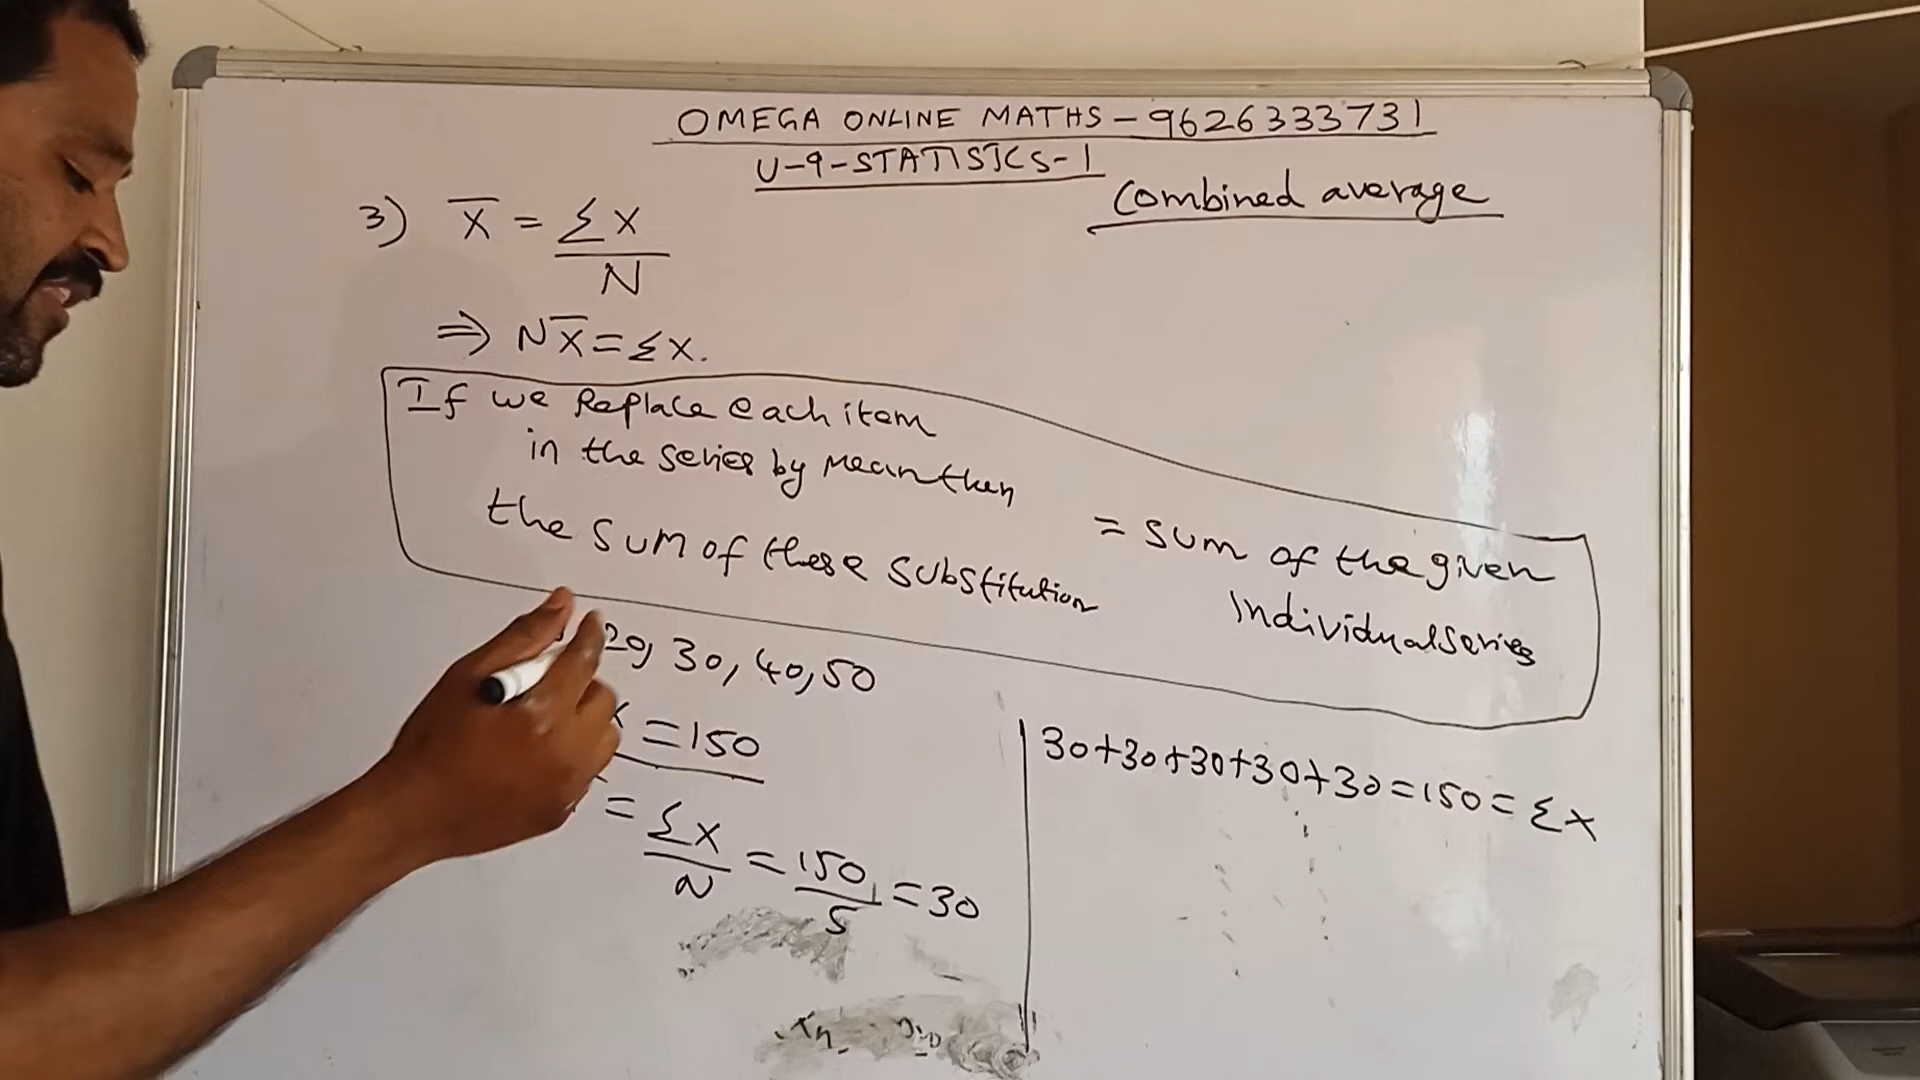 OMEGA ONLINE MATHS - 9626333731
U-9-STATISTICS-1
Combined average
3) X̄ = ΣX / N
⇒ NX̄ = ΣX.
If we Replace each item
in the series by mean then
the sum of these substitution
= sum of the given
Individual series
20, 30, 40, 50
X = 150
= ΣX / N = 150 / 5 = 30
30+30+30+30+30=150=ΣX